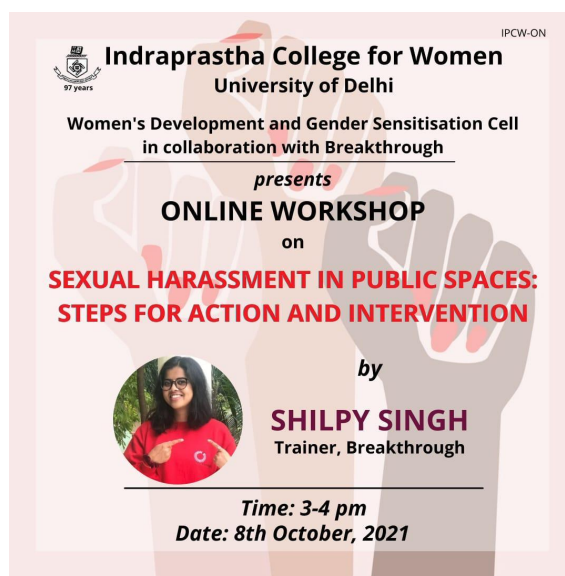 IPCW-ON
Indraprastha College for Women
97 years
University of Delhi
Women's Development and Gender Sensitisation Cell
in collaboration with Breakthrough
presents
ONLINE WORKSHOP
on
SEXUAL HARASSMENT IN PUBLIC SPACES:
STEPS FOR ACTION AND INTERVENTION
by
SHILPY SINGH
Trainer, Breakthrough
Time: 3-4 pm
Date: 8th October, 2021